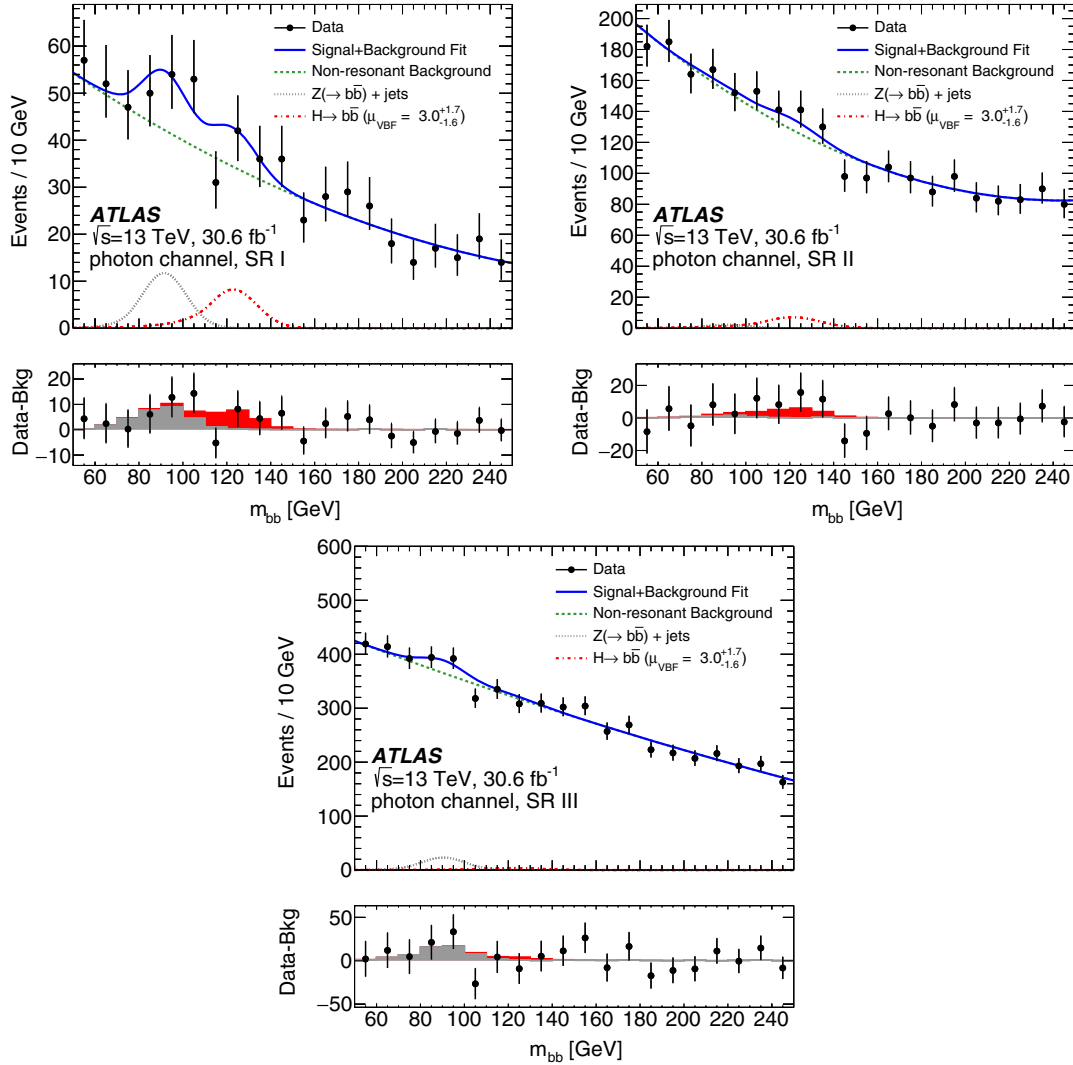 Events / 10 GeV
60
50
40
30
20
10
0
Data
Signal+Background Fit
Non-resonant Background
Z(→ bb̅) + jets
H→ bb̅ (μ_VBF = 3.0 +1.7 -1.6)
ATLAS
√s=13 TeV, 30.6 fb⁻¹
photon channel, SR I
Data-Bkg
20
10
0
−10
60 80 100 120 140 160 180 200 220 240
m_bb [GeV]
Events / 10 GeV
200
180
160
140
120
100
80
60
40
20
0
Data
Signal+Background Fit
Non-resonant Background
Z(→ bb̅) + jets
H→ bb̅ (μ_VBF = 3.0 +1.7 -1.6)
ATLAS
√s=13 TeV, 30.6 fb⁻¹
photon channel, SR II
Data-Bkg
20
0
−20
60 80 100 120 140 160 180 200 220 240
m_bb [GeV]
Events / 10 GeV
600
500
400
300
200
100
0
Data
Signal+Background Fit
Non-resonant Background
Z(→ bb̅) + jets
H→ bb̅ (μ_VBF = 3.0 +1.7 -1.6)
ATLAS
√s=13 TeV, 30.6 fb⁻¹
photon channel, SR III
Data-Bkg
50
0
−50
60 80 100 120 140 160 180 200 220 240
m_bb [GeV]